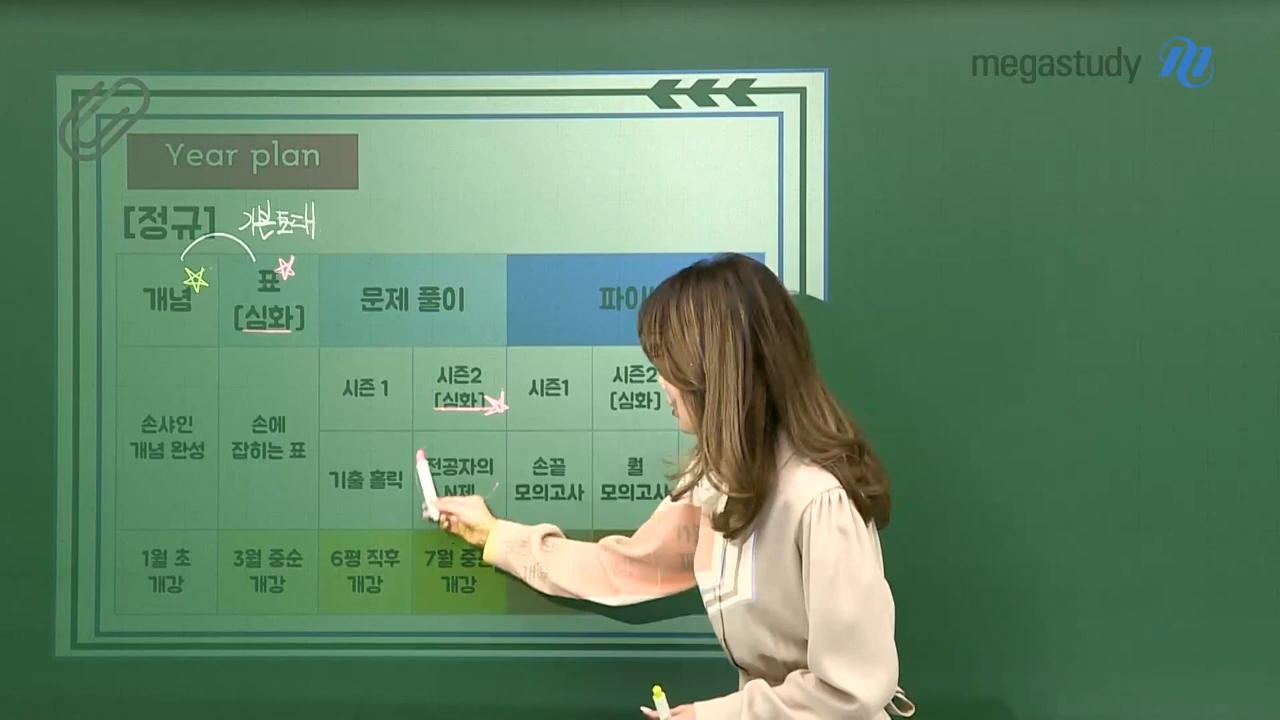 megastudy
Year plan
[정규] 기본토대
개념
표
[심화]
문제 풀이
시즌 1
시즌2
[심화]
시즌1
시즌2
[심화]
손샤인
개념 완성
손에
잡히는 표
기출 홀릭
전공자의
N제
손끝
모의고사
퀄
모의고사
1월 초
개강
3월 중순
개강
6평 직후
개강
7월 중순
개강